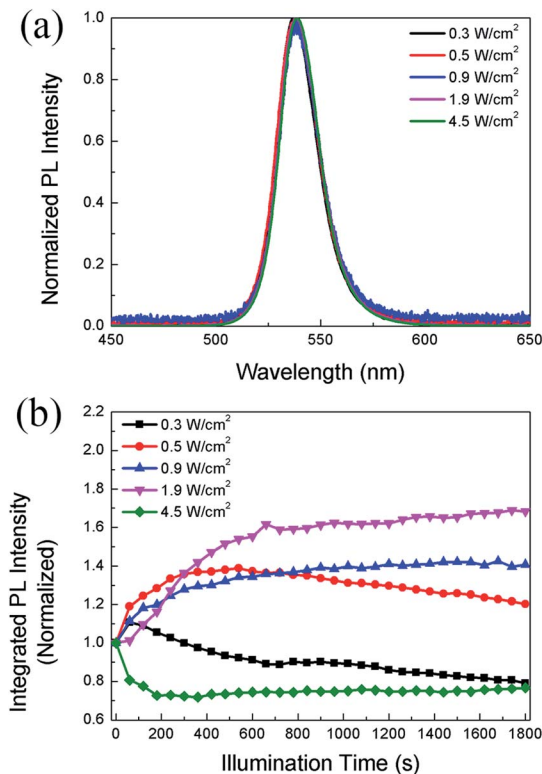 (a)
Normalized PL Intensity
1.0
0.8
0.6
0.4
0.2
0.0
0.3 W/cm²
0.5 W/cm²
0.9 W/cm²
1.9 W/cm²
4.5 W/cm²
450 500 550 600 650
Wavelength (nm)
(b)
Integrated PL Intensity
(Normalized)
2.2
2.0
1.8
1.6
1.4
1.2
1.0
0.8
0.6
0.3 W/cm²
0.5 W/cm²
0.9 W/cm²
1.9 W/cm²
4.5 W/cm²
0 200 400 600 800 1000 1200 1400 1600 1800
Illumination Time (s)